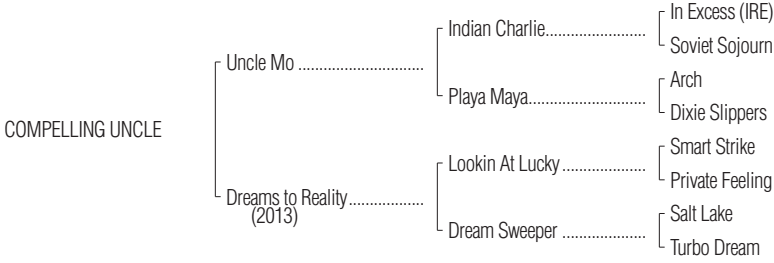 In Excess (IRE)
Indian Charlie........................
Soviet Sojourn
Uncle Mo ..............................
Arch
Playa Maya............................
Dixie Slippers
COMPELLING UNCLE
Smart Strike
Lookin At Lucky ....................
Private Feeling
Dreams to Reality..................
(2013)
Salt Lake
Dream Sweeper ....................
Turbo Dream